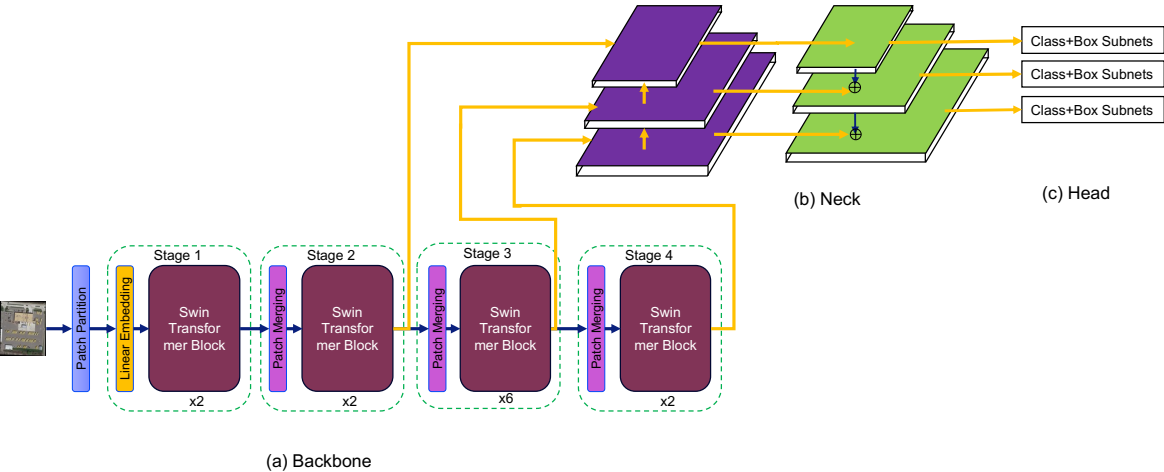 Class+Box Subnets
Class+Box Subnets
Class+Box Subnets
(b) Neck
(c) Head
Stage 1
Stage 2
Stage 3
Stage 4
Patch Partition
Linear Embedding
Swin
Transfor
mer Block
x2
Patch Merging
Swin
Transfor
mer Block
x2
Patch Merging
Swin
Transfor
mer Block
x6
Patch Merging
Swin
Transfor
mer Block
x2
(a) Backbone